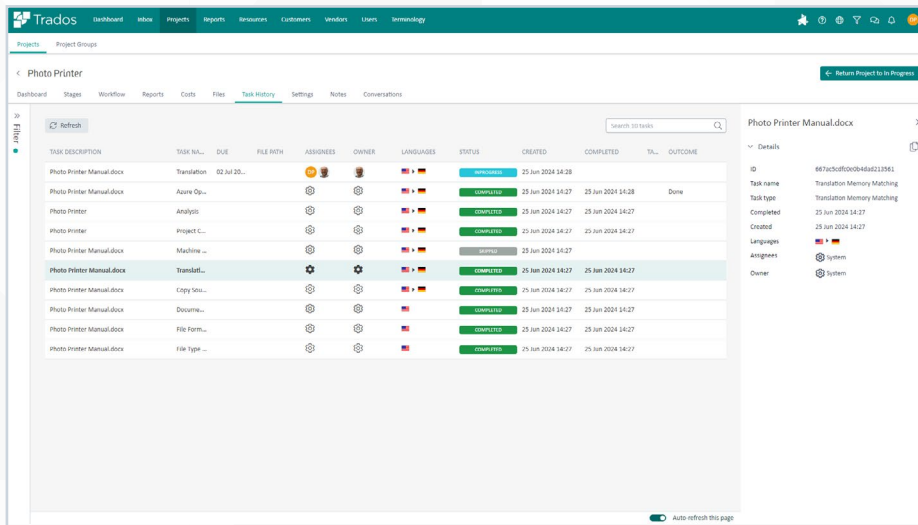 Trados Dashboard Inbox Projects Reports Resources Customers Vendors Users Terminology
Projects Project Groups
Photo Printer
Return Project to In Progress
Dashboard Stages Workflow Reports Costs Files Task History Settings Notes Conversations
Filter
Refresh
Search 10 tasks
TASK DESCRIPTION TASK NA... DUE FILE PATH ASSIGNEES OWNER LANGUAGES STATUS CREATED COMPLETED TA... OUTCOME
Photo Printer Manual.docx Translation 02 Jul 20... OP INPROGRESS 25 Jun 2024 14:28
Photo Printer Manual.docx Azure Op... COMPLETED 25 Jun 2024 14:27 25 Jun 2024 14:28 Done
Photo Printer Analysis COMPLETED 25 Jun 2024 14:27 25 Jun 2024 14:27
Photo Printer Project C... COMPLETED 25 Jun 2024 14:27 25 Jun 2024 14:27
Photo Printer Manual.docx Machine ... SKIPPED 25 Jun 2024 14:27
Photo Printer Manual.docx Translati... COMPLETED 25 Jun 2024 14:27 25 Jun 2024 14:27
Photo Printer Manual.docx Copy Sou... COMPLETED 25 Jun 2024 14:27 25 Jun 2024 14:27
Photo Printer Manual.docx Docume... COMPLETED 25 Jun 2024 14:27 25 Jun 2024 14:27
Photo Printer Manual.docx File Form... COMPLETED 25 Jun 2024 14:27 25 Jun 2024 14:27
Photo Printer Manual.docx File Type ... COMPLETED 25 Jun 2024 14:27 25 Jun 2024 14:27
Photo Printer Manual.docx
Details
ID 667ac5cdfc0e0b4dad213561
Task name Translation Memory Matching
Task type Translation Memory Matching
Completed 25 Jun 2024 14:27
Created 25 Jun 2024 14:27
Languages
Assignees System
Owner System
Auto-refresh this page